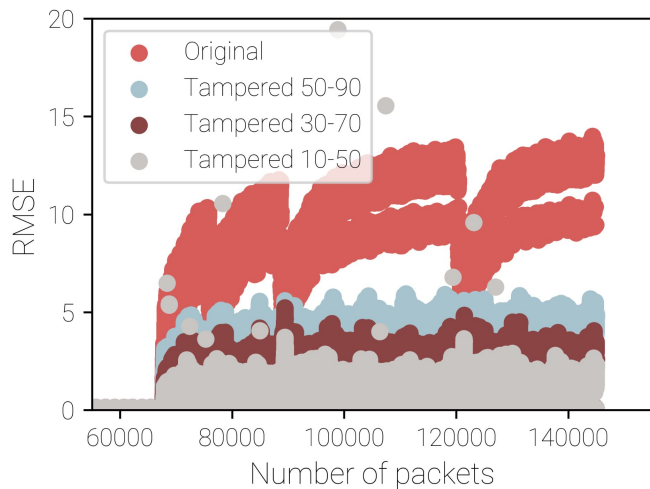 20
15
10
5
0
RMSE
Original
Tampered 50-90
Tampered 30-70
Tampered 10-50
60000 80000 100000 120000 140000
Number of packets